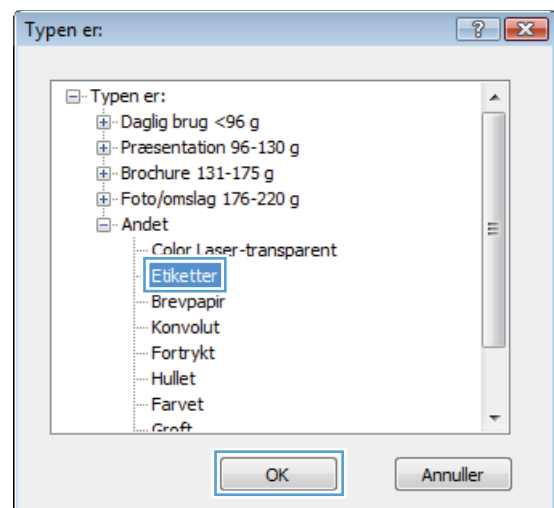 Typen er:
Typen er:
Daglig brug <96 g
Præsentation 96-130 g
Brochure 131-175 g
Foto/omslag 176-220 g
Andet
Color Laser-transparent
Etiketter
Brevpapir
Konvolut
Fortrykt
Hullet
Farvet
Groft
OK Annuller